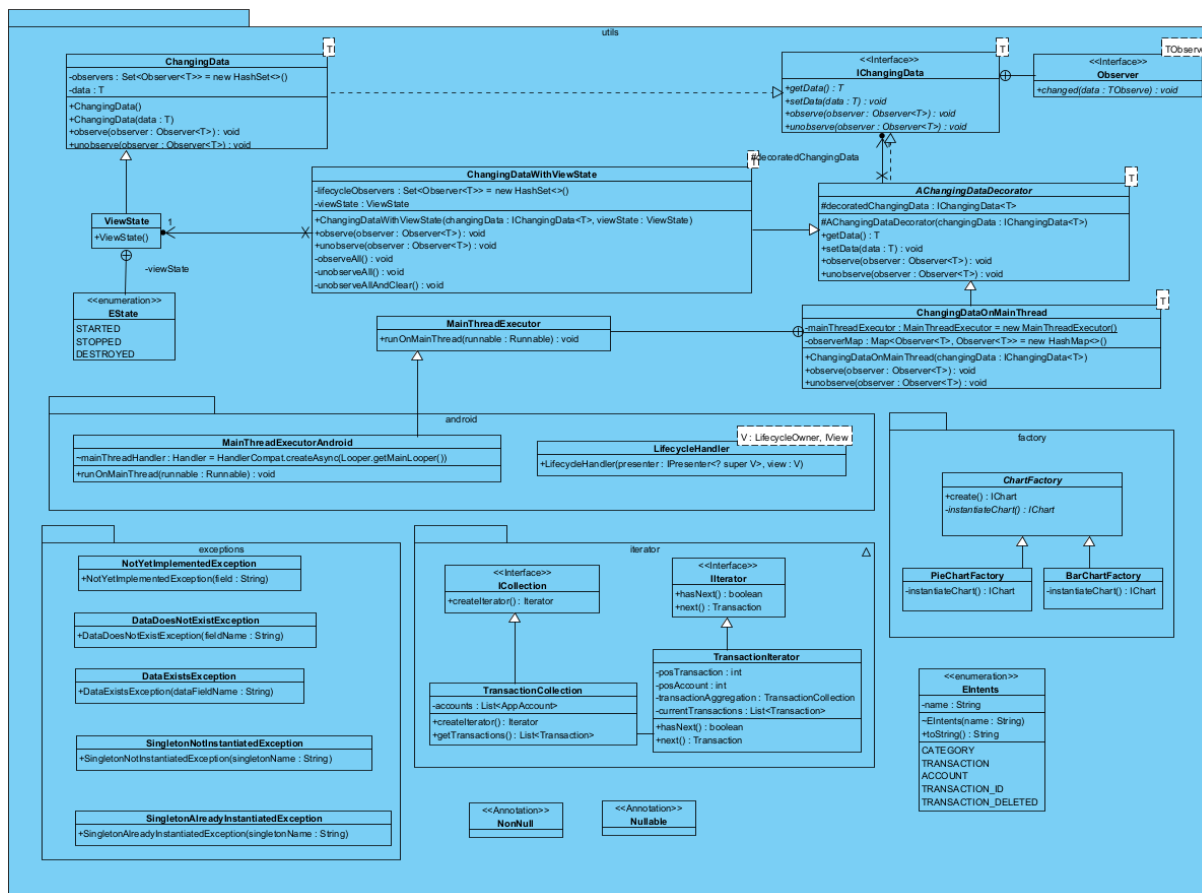 utils
T
ChangingData
-observers : Set<Observer<T>> = new HashSet<>()
-data : T
+ChangingData()
+ChangingData(data : T)
+observe(observer : Observer<T>) : void
+unobserve(observer : Observer<T>) : void
T
<<Interface>>
IChangingData
+getData() : T
+setData(data : T) : void
+observe(observer : Observer<T>) : void
+unobserve(observer : Observer<T>) : void
TObserve
<<Interface>>
Observer
+changed(data : TObserve) : void
#decoratedChangingData
T
ChangingDataWithViewState
-lifecycleObservers : Set<Observer<T>> = new HashSet<>()
-viewState : ViewState
+ChangingDataWithViewState(changingData : IChangingData<T>, viewState : ViewState)
+observe(observer : Observer<T>) : void
+unobserve(observer : Observer<T>) : void
-observeAll() : void
-unobserveAll() : void
-unobserveAllAndClear() : void
T
AChangingDataDecorator
#decoratedChangingData : IChangingData<T>
#AChangingDataDecorator(changingData : IChangingData<T>)
+getData() : T
+setData(data : T) : void
+observe(observer : Observer<T>) : void
+unobserve(observer : Observer<T>) : void
ViewState
+ViewState()
1
-viewState
<<enumeration>>
EState
STARTED
STOPPED
DESTROYED
MainThreadExecutor
+runOnMainThread(runnable : Runnable) : void
T
ChangingDataOnMainThread
-mainThreadExecutor : MainThreadExecutor = new MainThreadExecutor()
-observerMap : Map<Observer<T>, Observer<T>> = new HashMap<>()
+ChangingDataOnMainThread(changingData : IChangingData<T>)
+observe(observer : Observer<T>) : void
+unobserve(observer : Observer<T>) : void
android
MainThreadExecutorAndroid
~mainThreadHandler : Handler = HandlerCompat.createAsync(Looper.getMainLooper())
+runOnMainThread(runnable : Runnable) : void
V : LifecycleOwner, IView
LifecycleHandler
+LifecycleHandler(presenter : IPresenter<? super V>, view : V)
factory
ChartFactory
+create() : IChart
-instantiateChart() : IChart
PieChartFactory
-instantiateChart() : IChart
BarChartFactory
-instantiateChart() : IChart
exceptions
NotYetImplementedException
+NotYetImplementedException(field : String)
DataDoesNotExistException
+DataDoesNotExistException(fieldName : String)
DataExistsException
+DataExistsException(dataFieldName : String)
SingletonNotInstantiatedException
+SingletonNotInstantiatedException(singletonName : String)
SingletonAlreadyInstantiatedException
+SingletonAlreadyInstantiatedException(singletonName : String)
iterator
<<Interface>>
ICollection
+createIterator() : Iterator
<<Interface>>
IIterator
+hasNext() : boolean
+next() : Transaction
TransactionCollection
-accounts : List<AppAccount>
+createIterator() : Iterator
+getTransactions() : List<Transaction>
TransactionIterator
-posTransaction : int
-posAccount : int
-transactionAggregation : TransactionCollection
-currentTransactions : List<Transaction>
+hasNext() : boolean
+next() : Transaction
<<enumeration>>
EIntents
-name : String
~EIntents(name : String)
+toString() : String
CATEGORY
TRANSACTION
ACCOUNT
TRANSACTION_ID
TRANSACTION_DELETED
<<Annotation>>
NonNull
<<Annotation>>
Nullable